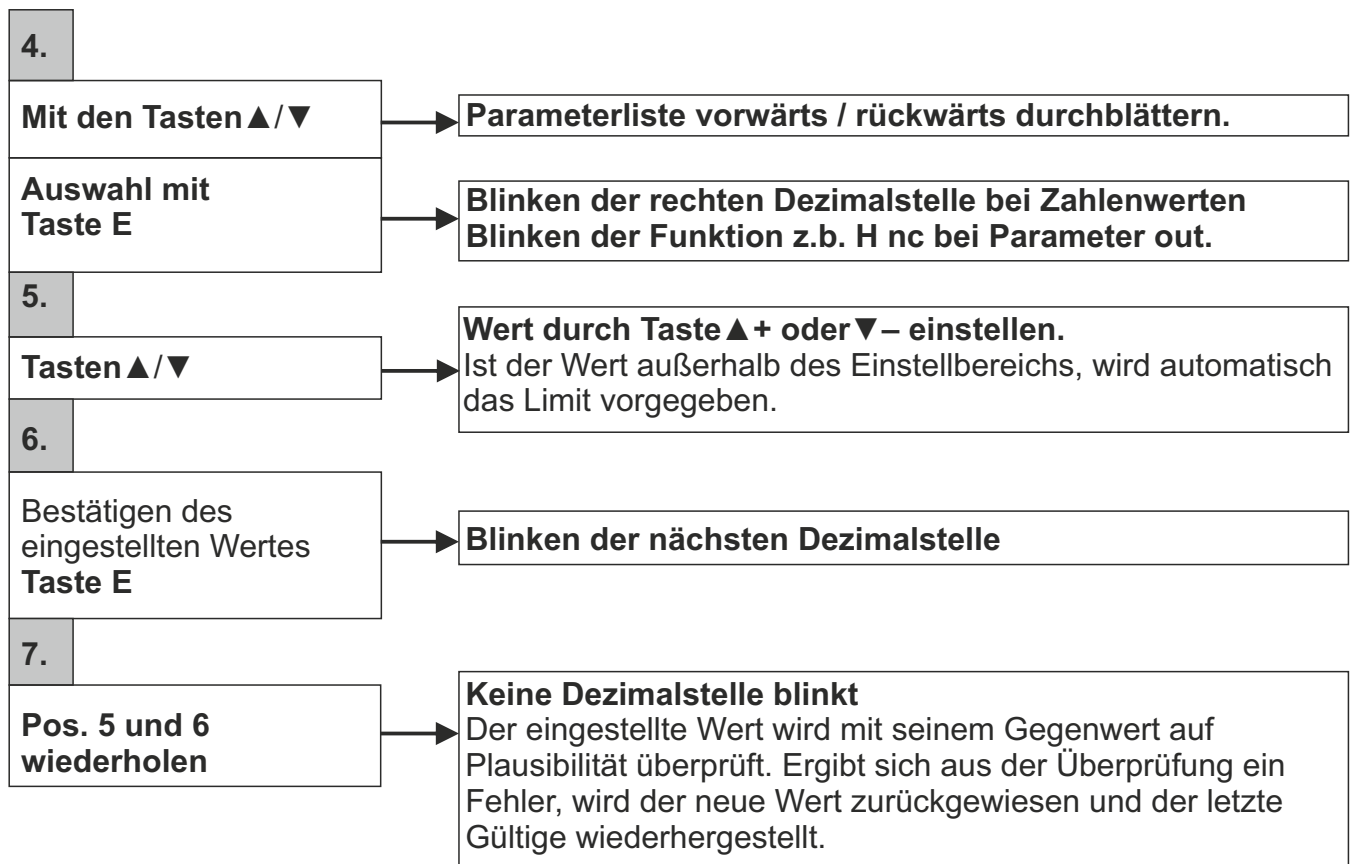 4.
Mit den Tasten▲/▼
Parameterliste vorwärts / rückwärts durchblättern.
Auswahl mit
Taste E
Blinken der rechten Dezimalstelle bei Zahlenwerten
Blinken der Funktion z.b. H nc bei Parameter out.
5.
Tasten▲/▼
Wert durch Taste▲+ oder▼– einstellen.
Ist der Wert außerhalb des Einstellbereichs, wird automatisch
das Limit vorgegeben.
6.
Bestätigen des
eingestellten Wertes
Taste E
Blinken der nächsten Dezimalstelle
7.
Pos. 5 und 6
wiederholen
Keine Dezimalstelle blinkt
Der eingestellte Wert wird mit seinem Gegenwert auf
Plausibilität überprüft. Ergibt sich aus der Überprüfung ein
Fehler, wird der neue Wert zurückgewiesen und der letzte
Gültige wiederhergestellt.